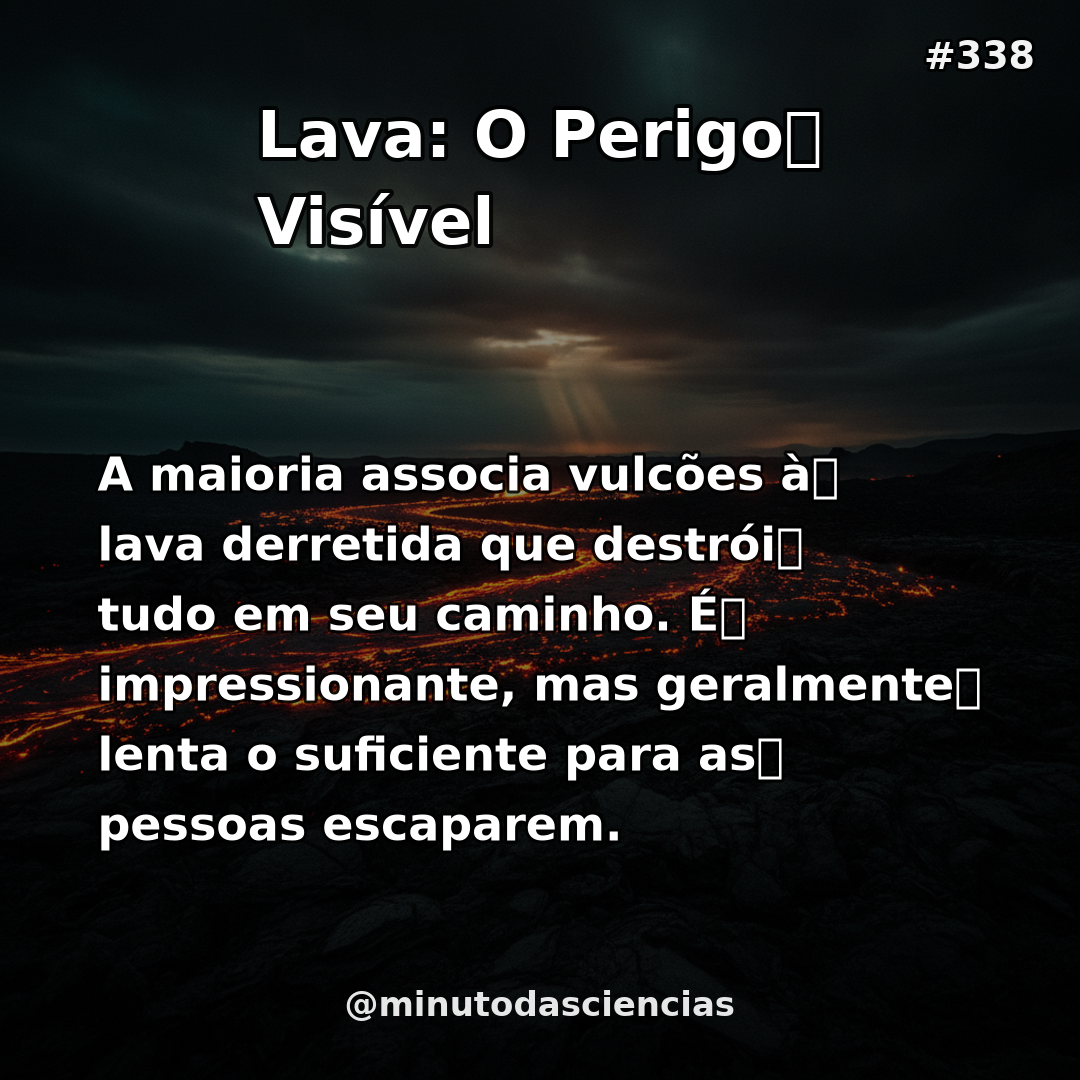 #338
Lava: O Perigo▯
Visível
A maioria associa vulcões à▯
lava derretida que destrói▯
tudo em seu caminho. É▯
impressionante, mas geralmente▯
lenta o suficiente para as▯
pessoas escaparem.
@minutodasciencias